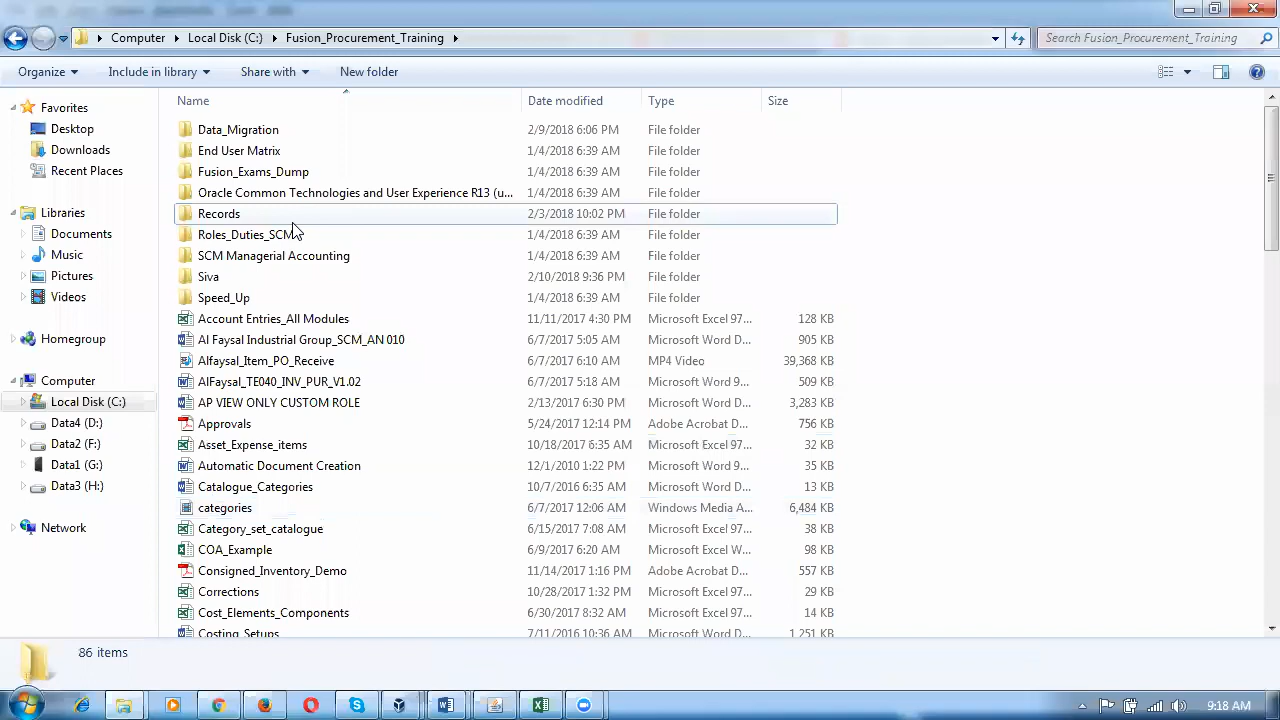 Computer Local Disk (C:) Fusion_Procurement_Training Search Fusion_Procurement_Training
Organize Include in library Share with New folder
Name Date modified Type Size
Favorites
Desktop
Downloads
Recent Places
Libraries
Documents
Music
Pictures
Videos
Homegroup
Computer
Local Disk (C:)
Data4 (D:)
Data2 (F:)
Data1 (G:)
Data3 (H:)
Network
Data_Migration 2/9/2018 6:06 PM File folder
End User Matrix 1/4/2018 6:39 AM File folder
Fusion_Exams_Dump 1/4/2018 6:39 AM File folder
Oracle Common Technologies and User Experience R13 (u... 1/4/2018 6:39 AM File folder
Records 2/3/2018 10:02 PM File folder
Roles_Duties_SCM 1/4/2018 6:39 AM File folder
SCM Managerial Accounting 1/4/2018 6:39 AM File folder
Siva 2/10/2018 9:36 PM File folder
Speed_Up 1/4/2018 6:39 AM File folder
Account Entries_All Modules 11/11/2017 4:30 PM Microsoft Excel 97... 128 KB
Al Faysal Industrial Group_SCM_AN 010 6/7/2017 5:05 AM Microsoft Word D... 905 KB
Alfaysal_Item_PO_Receive 6/7/2017 6:10 AM MP4 Video 39,368 KB
AlFaysal_TE040_INV_PUR_V1.02 6/7/2017 5:18 AM Microsoft Word 9... 509 KB
AP VIEW ONLY CUSTOM ROLE 2/13/2017 6:30 PM Microsoft Word D... 3,283 KB
Approvals 5/24/2017 12:14 PM Adobe Acrobat D... 756 KB
Asset_Expense_items 10/18/2017 6:35 AM Microsoft Excel 97... 32 KB
Automatic Document Creation 12/1/2010 1:22 PM Microsoft Word 9... 35 KB
Catalogue_Categories 10/7/2016 6:35 AM Microsoft Word D... 13 KB
categories 6/7/2017 12:06 AM Windows Media A... 6,484 KB
Category_set_catalogue 6/15/2017 7:08 AM Microsoft Excel 97... 38 KB
COA_Example 6/9/2017 6:20 AM Microsoft Excel W... 98 KB
Consigned_Inventory_Demo 11/14/2017 1:16 PM Adobe Acrobat D... 557 KB
Corrections 10/28/2017 1:32 PM Microsoft Excel 97... 29 KB
Cost_Elements_Components 6/30/2017 8:32 AM Microsoft Excel 97... 14 KB
Costing_Setups 7/11/2016 10:36 AM Microsoft Word D... 1,251 KB
86 items
9:18 AM